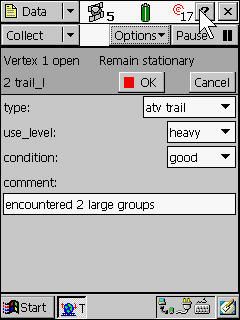 Data 5 17 ? X
Collect Options Pause
Vertex 1 open Remain stationary
2 trail_l OK Cancel
type: atv trail
use_level: heavy
condition: good
comment:
encountered 2 large groups
Start T